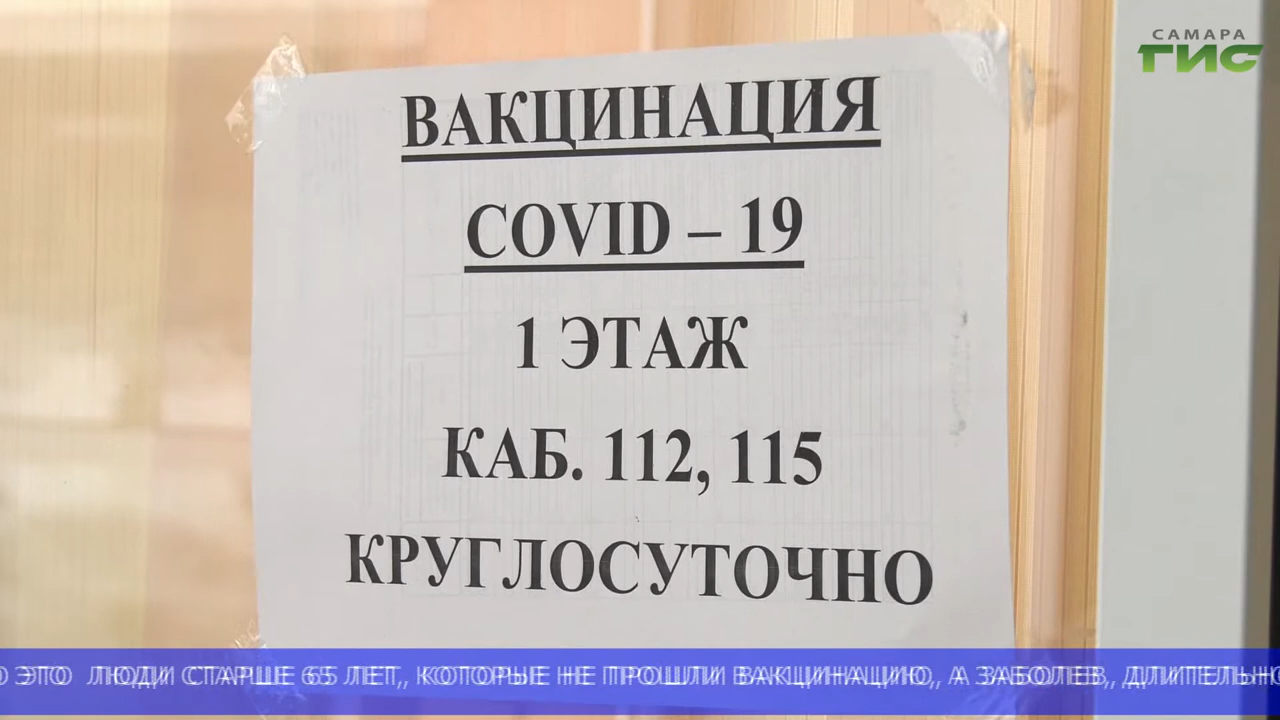 САМАРА
ГИС
ВАКЦИНАЦИЯ
COVID – 19
1 ЭТАЖ
КАБ. 112, 115
КРУГЛОСУТОЧНО
ЭТО ЛЮДИ СТАРШЕ 65 ЛЕТ, КОТОРЫЕ НЕ ПРОШЛИ ВАКЦИНАЦИЮ, А ЗАБОЛЕВ, ДЛИТЕЛЬНО